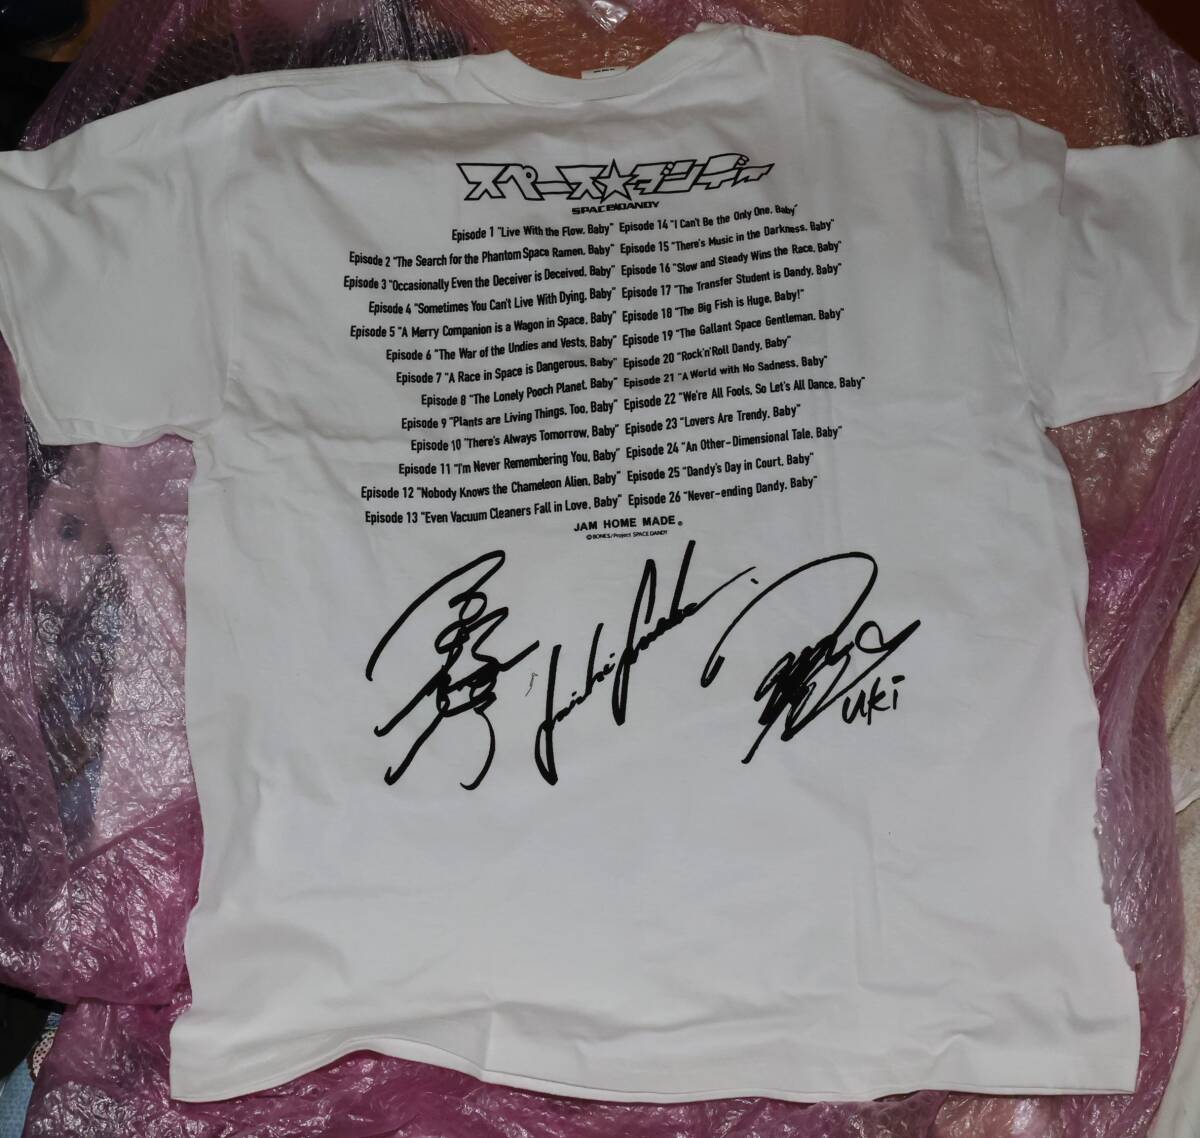 スペース☆ダンディ
SPACE☆DANDY
Episode 1 "Live With the Flow, Baby"
Episode 2 "The Search for the Phantom Space Ramen, Baby"
Episode 3 "Occasionally Even the Deceiver is Deceived, Baby"
Episode 4 "Sometimes You Can't Live With Dying, Baby"
Episode 5 "A Merry Companion is a Wagon in Space, Baby"
Episode 6 "The War of the Undies and Vests, Baby"
Episode 7 "A Race in Space is Dangerous, Baby"
Episode 8 "The Lonely Pooch Planet, Baby"
Episode 9 "Plants are Living Things, Too, Baby"
Episode 10 "There's Always Tomorrow, Baby"
Episode 11 "I'm Never Remembering You, Baby"
Episode 12 "Nobody Knows the Chameleon Alien, Baby"
Episode 13 "Even Vacuum Cleaners Fall in Love, Baby"
Episode 14 "I Can't Be the Only One, Baby"
Episode 15 "There's Music in the Darkness, Baby"
Episode 16 "Slow and Steady Wins the Race, Baby"
Episode 17 "The Transfer Student is Dandy, Baby"
Episode 18 "The Big Fish is Huge, Baby!"
Episode 19 "The Gallant Space Gentleman, Baby"
Episode 20 "Rock'n'Roll Dandy, Baby"
Episode 21 "A World with No Sadness, Baby"
Episode 22 "We're All Fools, So Let's All Dance, Baby"
Episode 23 "Lovers Are Trendy, Baby"
Episode 24 "An Other-Dimensional Tale, Baby"
Episode 25 "Dandy's Day in Court, Baby"
Episode 26 "Never-ending Dandy, Baby"
JAM HOME MADE®
©BONES/Project SPACE DANDY
uki